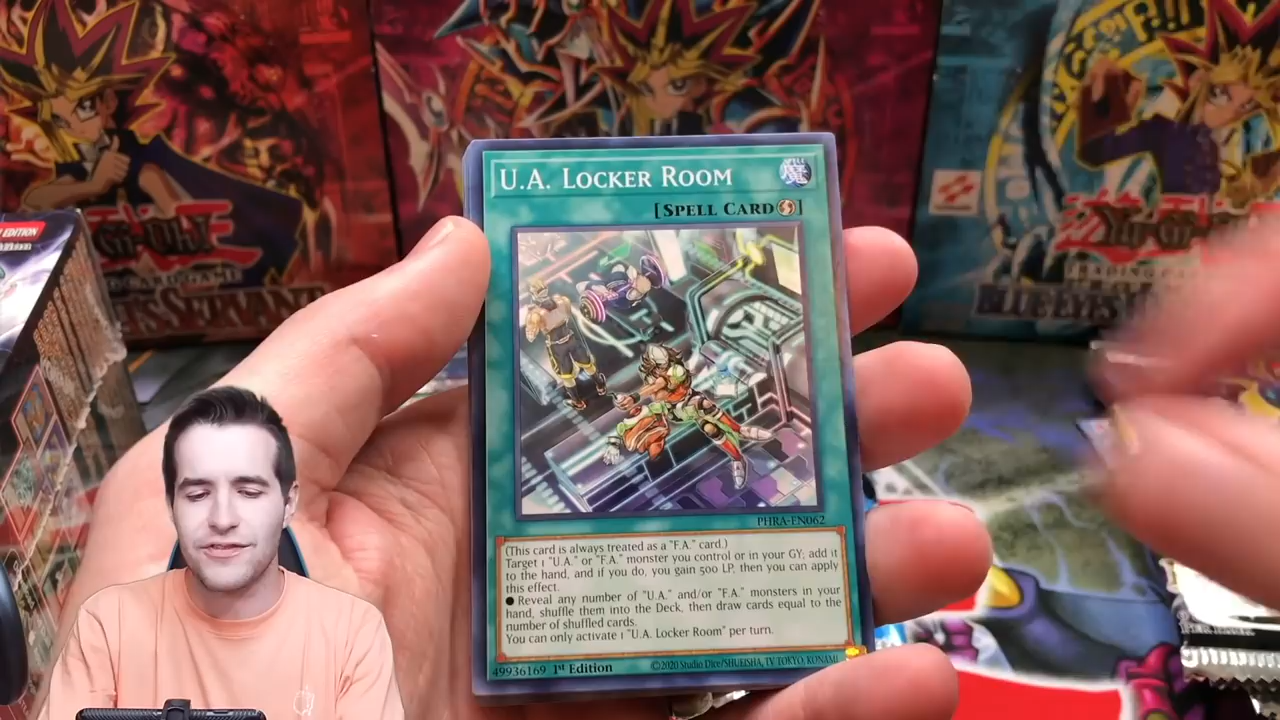 U.A. LOCKER ROOM
[SPELL CARD]
PHRA-EN062
(This card is always treated as a "F.A." card.)
Target 1 "U.A." or "F.A." monster you control or in your GY; add it
to the hand, and if you do, you gain 500 LP, then you can apply
this effect.
● Reveal any number of "U.A." and/or "F.A." monsters in your
hand, shuffle them into the Deck, then draw cards equal to the
number of shuffled cards.
You can only activate 1 "U.A. Locker Room" per turn.
49936169 1st Edition ©2020 Studio Dice/SHUEISHA, TV TOKYO, KONAMI
EDITION
Yu-Gi-Oh!